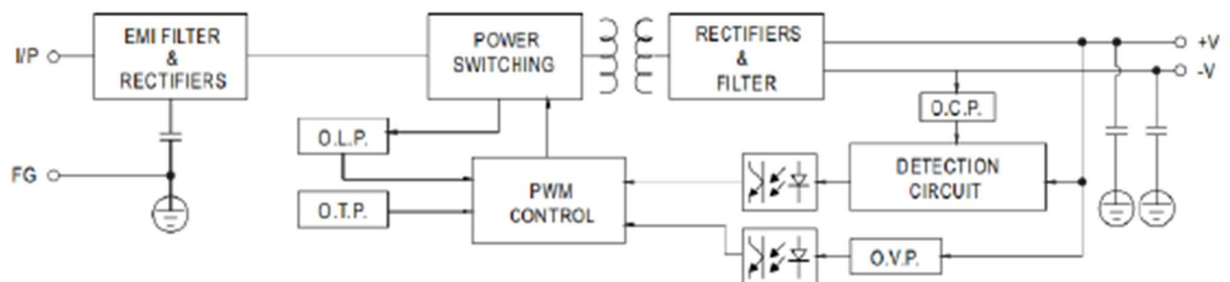 I/P
EMI FILTER
&
RECTIFIERS
POWER
SWITCHING
RECTIFIERS
&
FILTER
+V
-V
O.C.P.
O.L.P.
FG
O.T.P.
PWM
CONTROL
DETECTION
CIRCUIT
O.V.P.